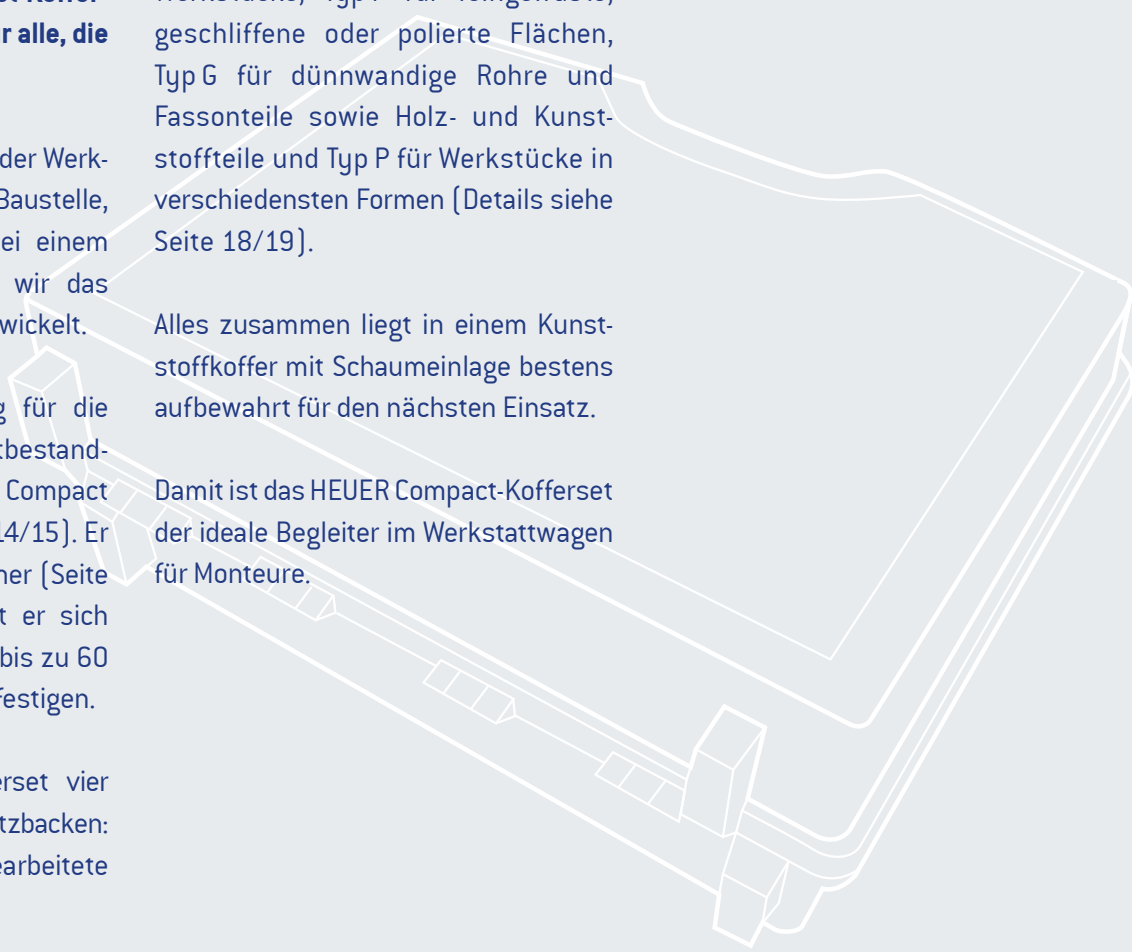 r alle, die
der Werk-
Baustelle,
ei einem
wir das
wickelt.
g für die
tbestand-
Compact
14/15). Er
ner (Seite
t er sich
bis zu 60
festigen.
erset vier
tzbacken:
earbeitete
geschliffene oder polierte Flächen,
Typ G für dünnwandige Rohre und
Fassonteile sowie Holz- und Kunst-
stoffteile und Typ P für Werkstücke in
verschiedensten Formen (Details siehe
Seite 18/19).
Alles zusammen liegt in einem Kunst-
stoffkoffer mit Schaumeinlage bestens
aufbewahrt für den nächsten Einsatz.
Damit ist das HEUER Compact-Kofferset
der ideale Begleiter im Werkstattwagen
für Monteure.